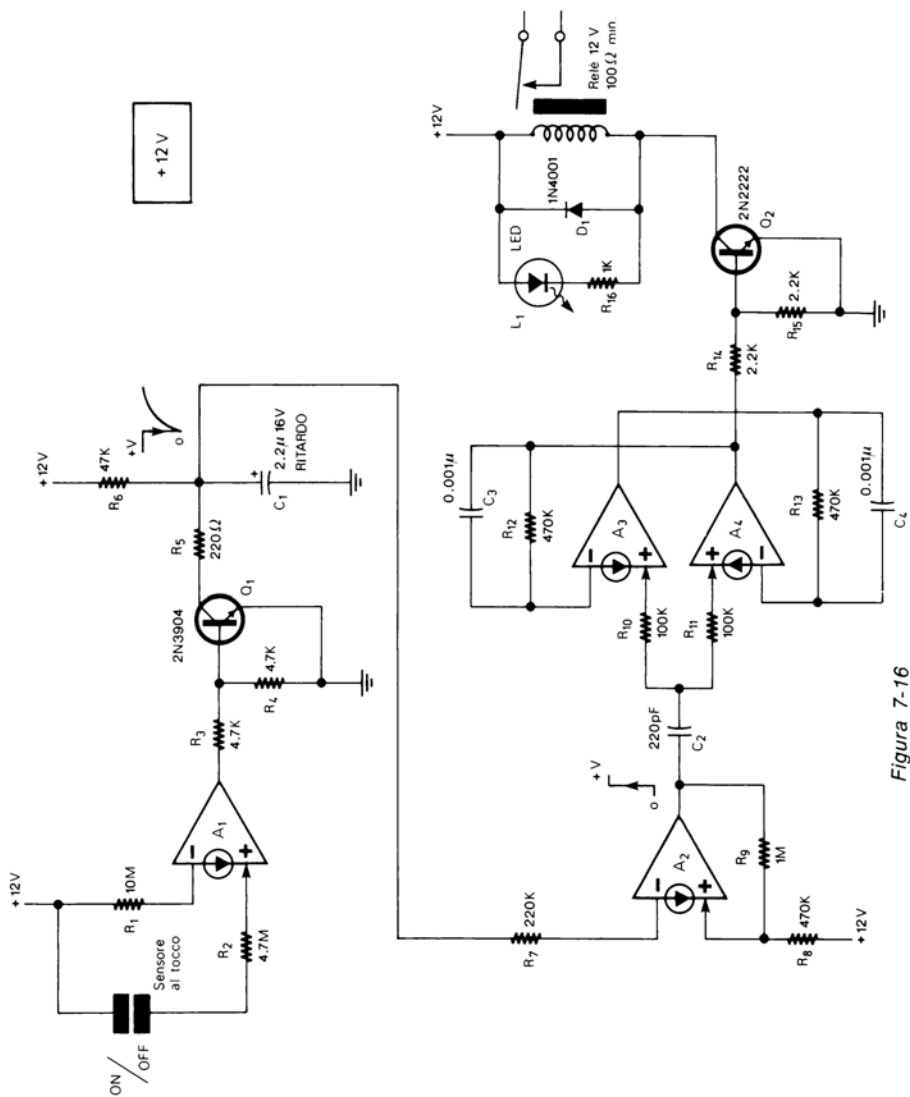 +12V
ON/OFF
Sensore
al tocco
R1
10M
R2
4.7M
−
+
A1
R3
4.7K
R4
4.7K
2N3904
Q1
R5
220Ω
+12V
R6
47K
+V
0
+
C1
2.2µ 16V
RITARDO
+12 V
R7
220K
−
+
A2
+V
0
R9
1M
R8
470K
+12V
220pF
C2
R10
100K
R11
100K
−
+
A3
+
−
A4
0.001µ
C3
R12
470K
R13
470K
0.001µ
C4
R14
2.2K
R15
2.2K
2N2222
Q2
+12V
LED
L1
R16
1K
1N4001
D1
Relè 12 V
100Ω min
Figura 7-16